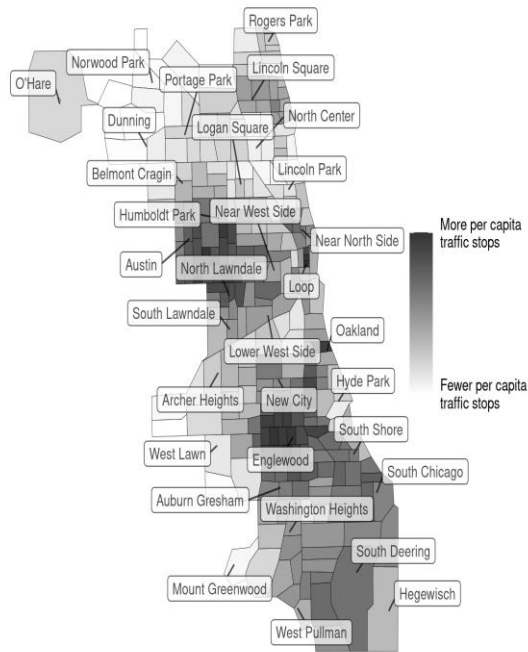 Rogers Park
Norwood Park
Lincoln Square
O'Hare
Portage Park
Dunning
Logan Square
North Center
Belmont Cragin
Lincoln Park
Humboldt Park
Near West Side
More per capita
traffic stops
Near North Side
Austin
North Lawndale
Loop
South Lawndale
Oakland
Lower West Side
Hyde Park
Fewer per capita
traffic stops
Archer Heights
New City
South Shore
West Lawn
Englewood
South Chicago
Auburn Gresham
Washington Heights
South Deering
Mount Greenwood
Hegewisch
West Pullman